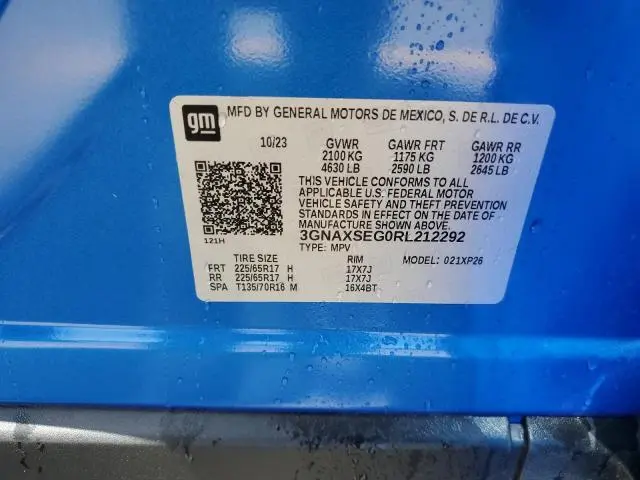 gm
MFD BY GENERAL MOTORS DE MEXICO, S. DE R.L. DE C.V.
10/23 GVWR GAWR FRT GAWR RR
2100 KG 1175 KG 1200 KG
4630 LB 2590 LB 2645 LB
THIS VEHICLE CONFORMS TO ALL
APPLICABLE U.S. FEDERAL MOTOR
VEHICLE SAFETY AND THEFT PREVENTION
STANDARDS IN EFFECT ON THE DATE OF
MANUFACTURE SHOWN ABOVE.
3GNAXSEG0RL212292
121H TYPE: MPV MODEL: 021XP26
TIRE SIZE RIM
FRT 225/65R17 H 17X7J
RR 225/65R17 H 17X7J
SPA T135/70R16 M 16X4BT